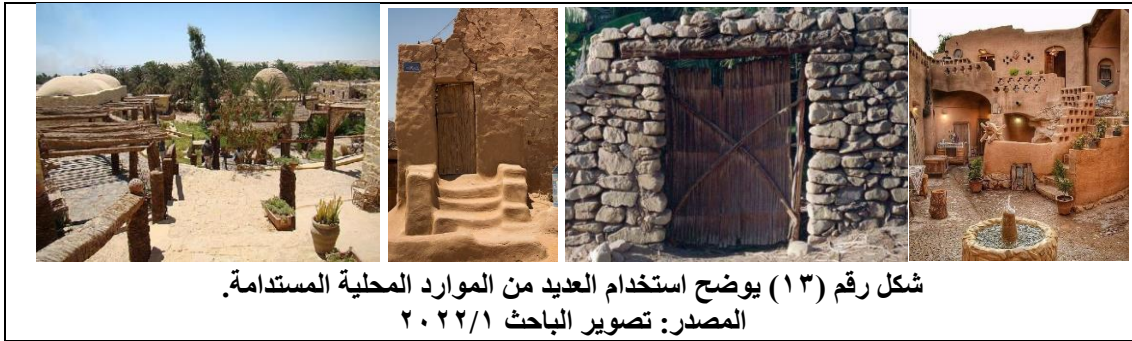 شكل رقم (١٣) يوضح استخدام العديد من الموارد المحلية المستدامة.
المصدر: تصوير الباحث ٢٠٢٢/١